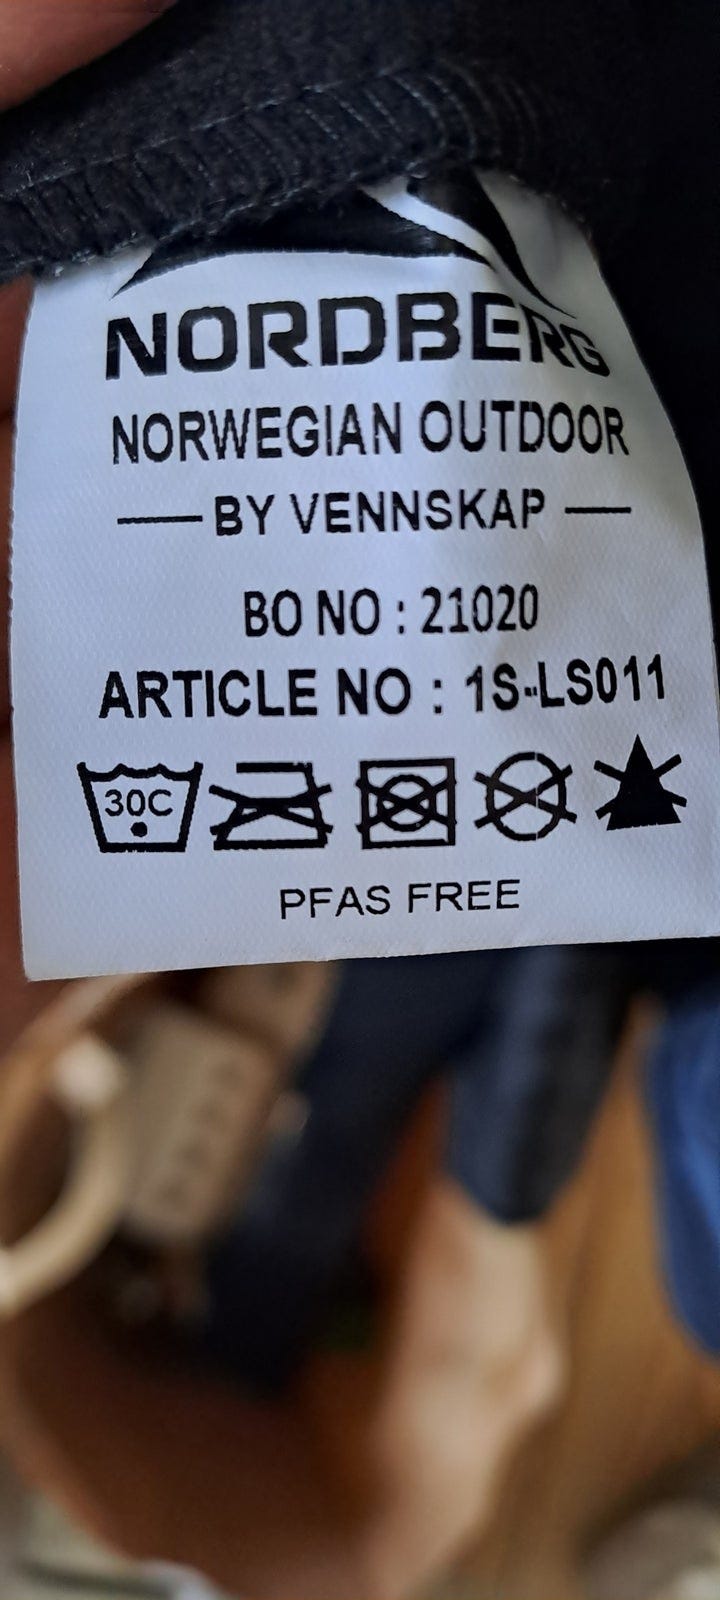 NORDBERG
NORWEGIAN OUTDOOR
— BY VENNSKAP —
BO NO : 21020
ARTICLE NO : 1S-LS011
30C
PFAS FREE